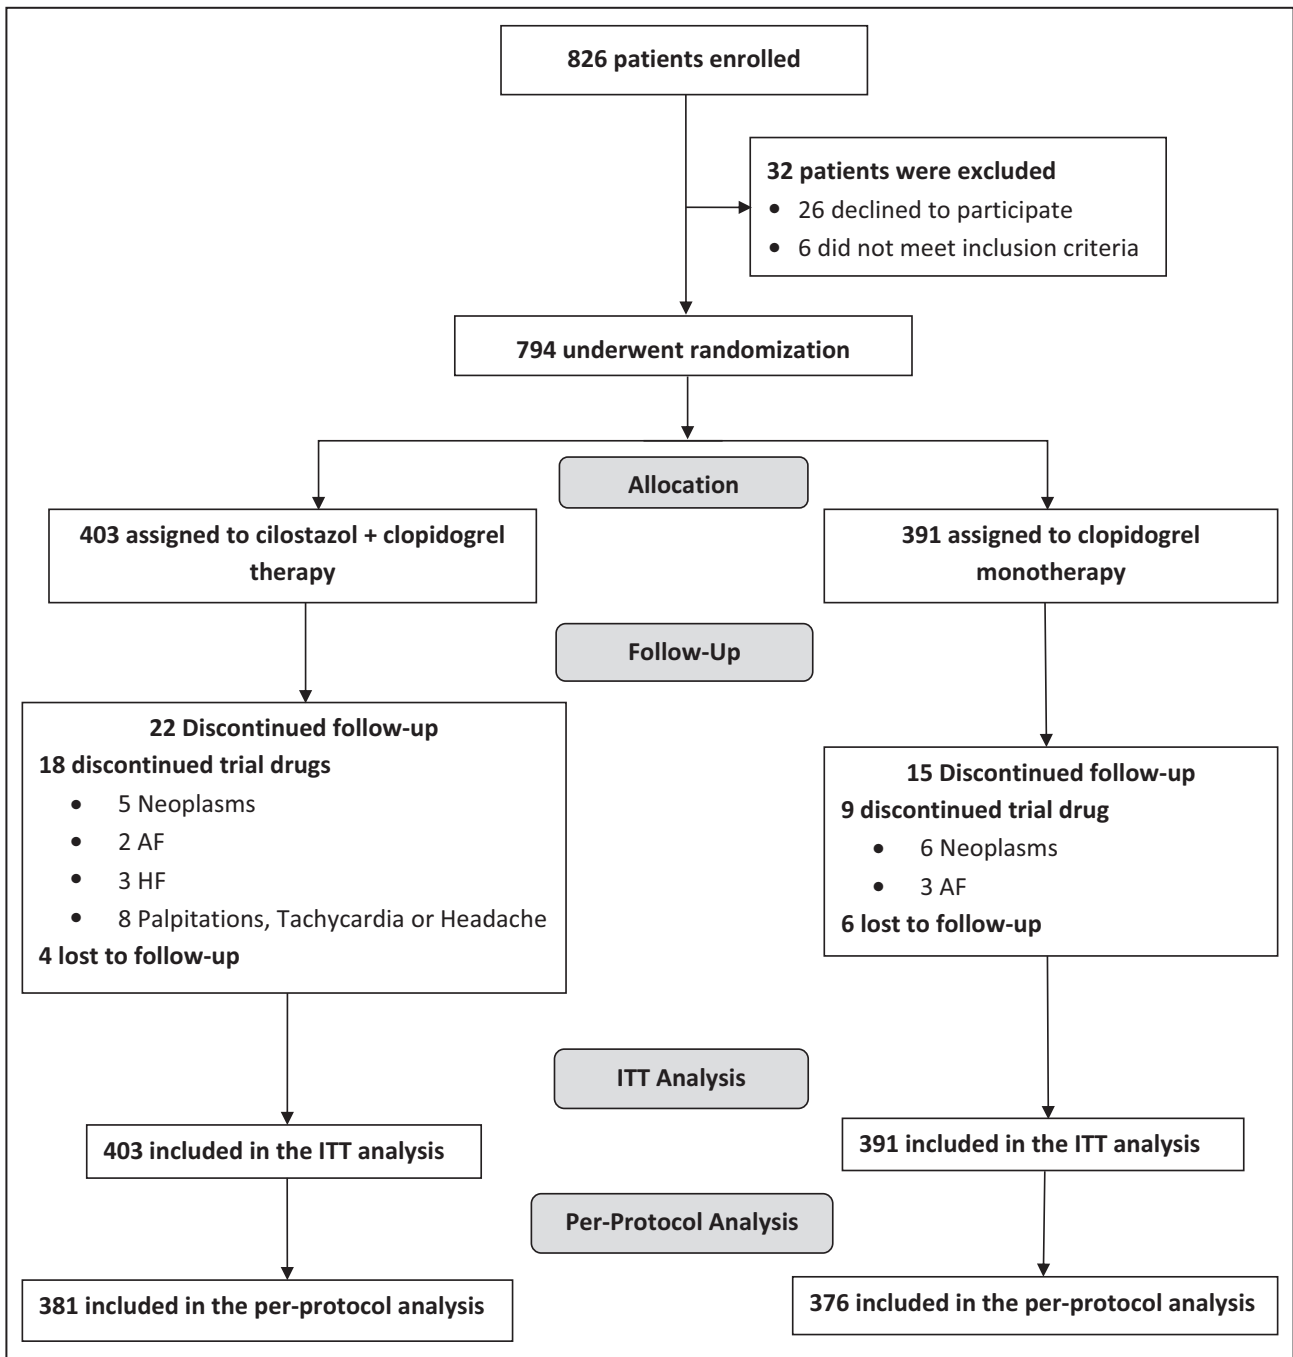 826 patients enrolled
32 patients were excluded
• 26 declined to participate
• 6 did not meet inclusion criteria
794 underwent randomization
Allocation
403 assigned to cilostazol + clopidogrel
therapy
391 assigned to clopidogrel
monotherapy
Follow-Up
22 Discontinued follow-up
18 discontinued trial drugs
• 5 Neoplasms
• 2 AF
• 3 HF
• 8 Palpitations, Tachycardia or Headache
4 lost to follow-up
15 Discontinued follow-up
9 discontinued trial drug
• 6 Neoplasms
• 3 AF
6 lost to follow-up
ITT Analysis
403 included in the ITT analysis
391 included in the ITT analysis
Per-Protocol Analysis
381 included in the per-protocol analysis
376 included in the per-protocol analysis